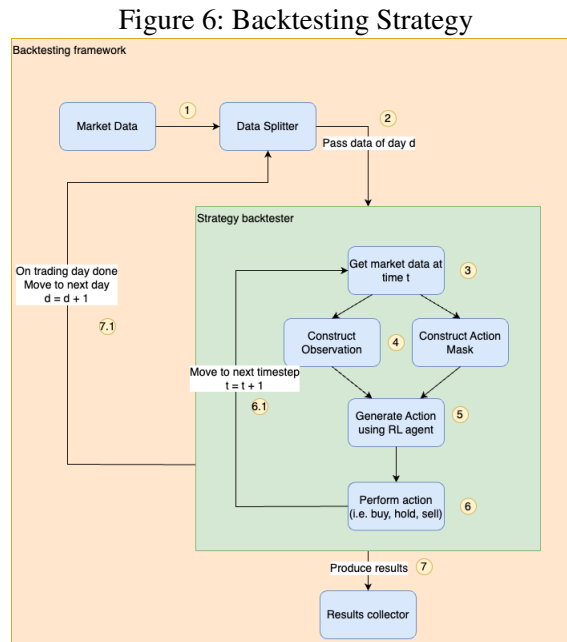 Figure 6: Backtesting Strategy
Backtesting framework
1
2
Market Data
Data Splitter
Pass data of day d
Strategy backtester
Get market data at
time t
3
On trading day done
Move to next day
d = d + 1
7.1
Construct
Observation
4
Construct Action
Mask
Move to next timestep
t = t + 1
6.1
Generate Action
using RL agent
5
Perform action
(i.e. buy, hold, sell)
6
Produce results
7
Results collector